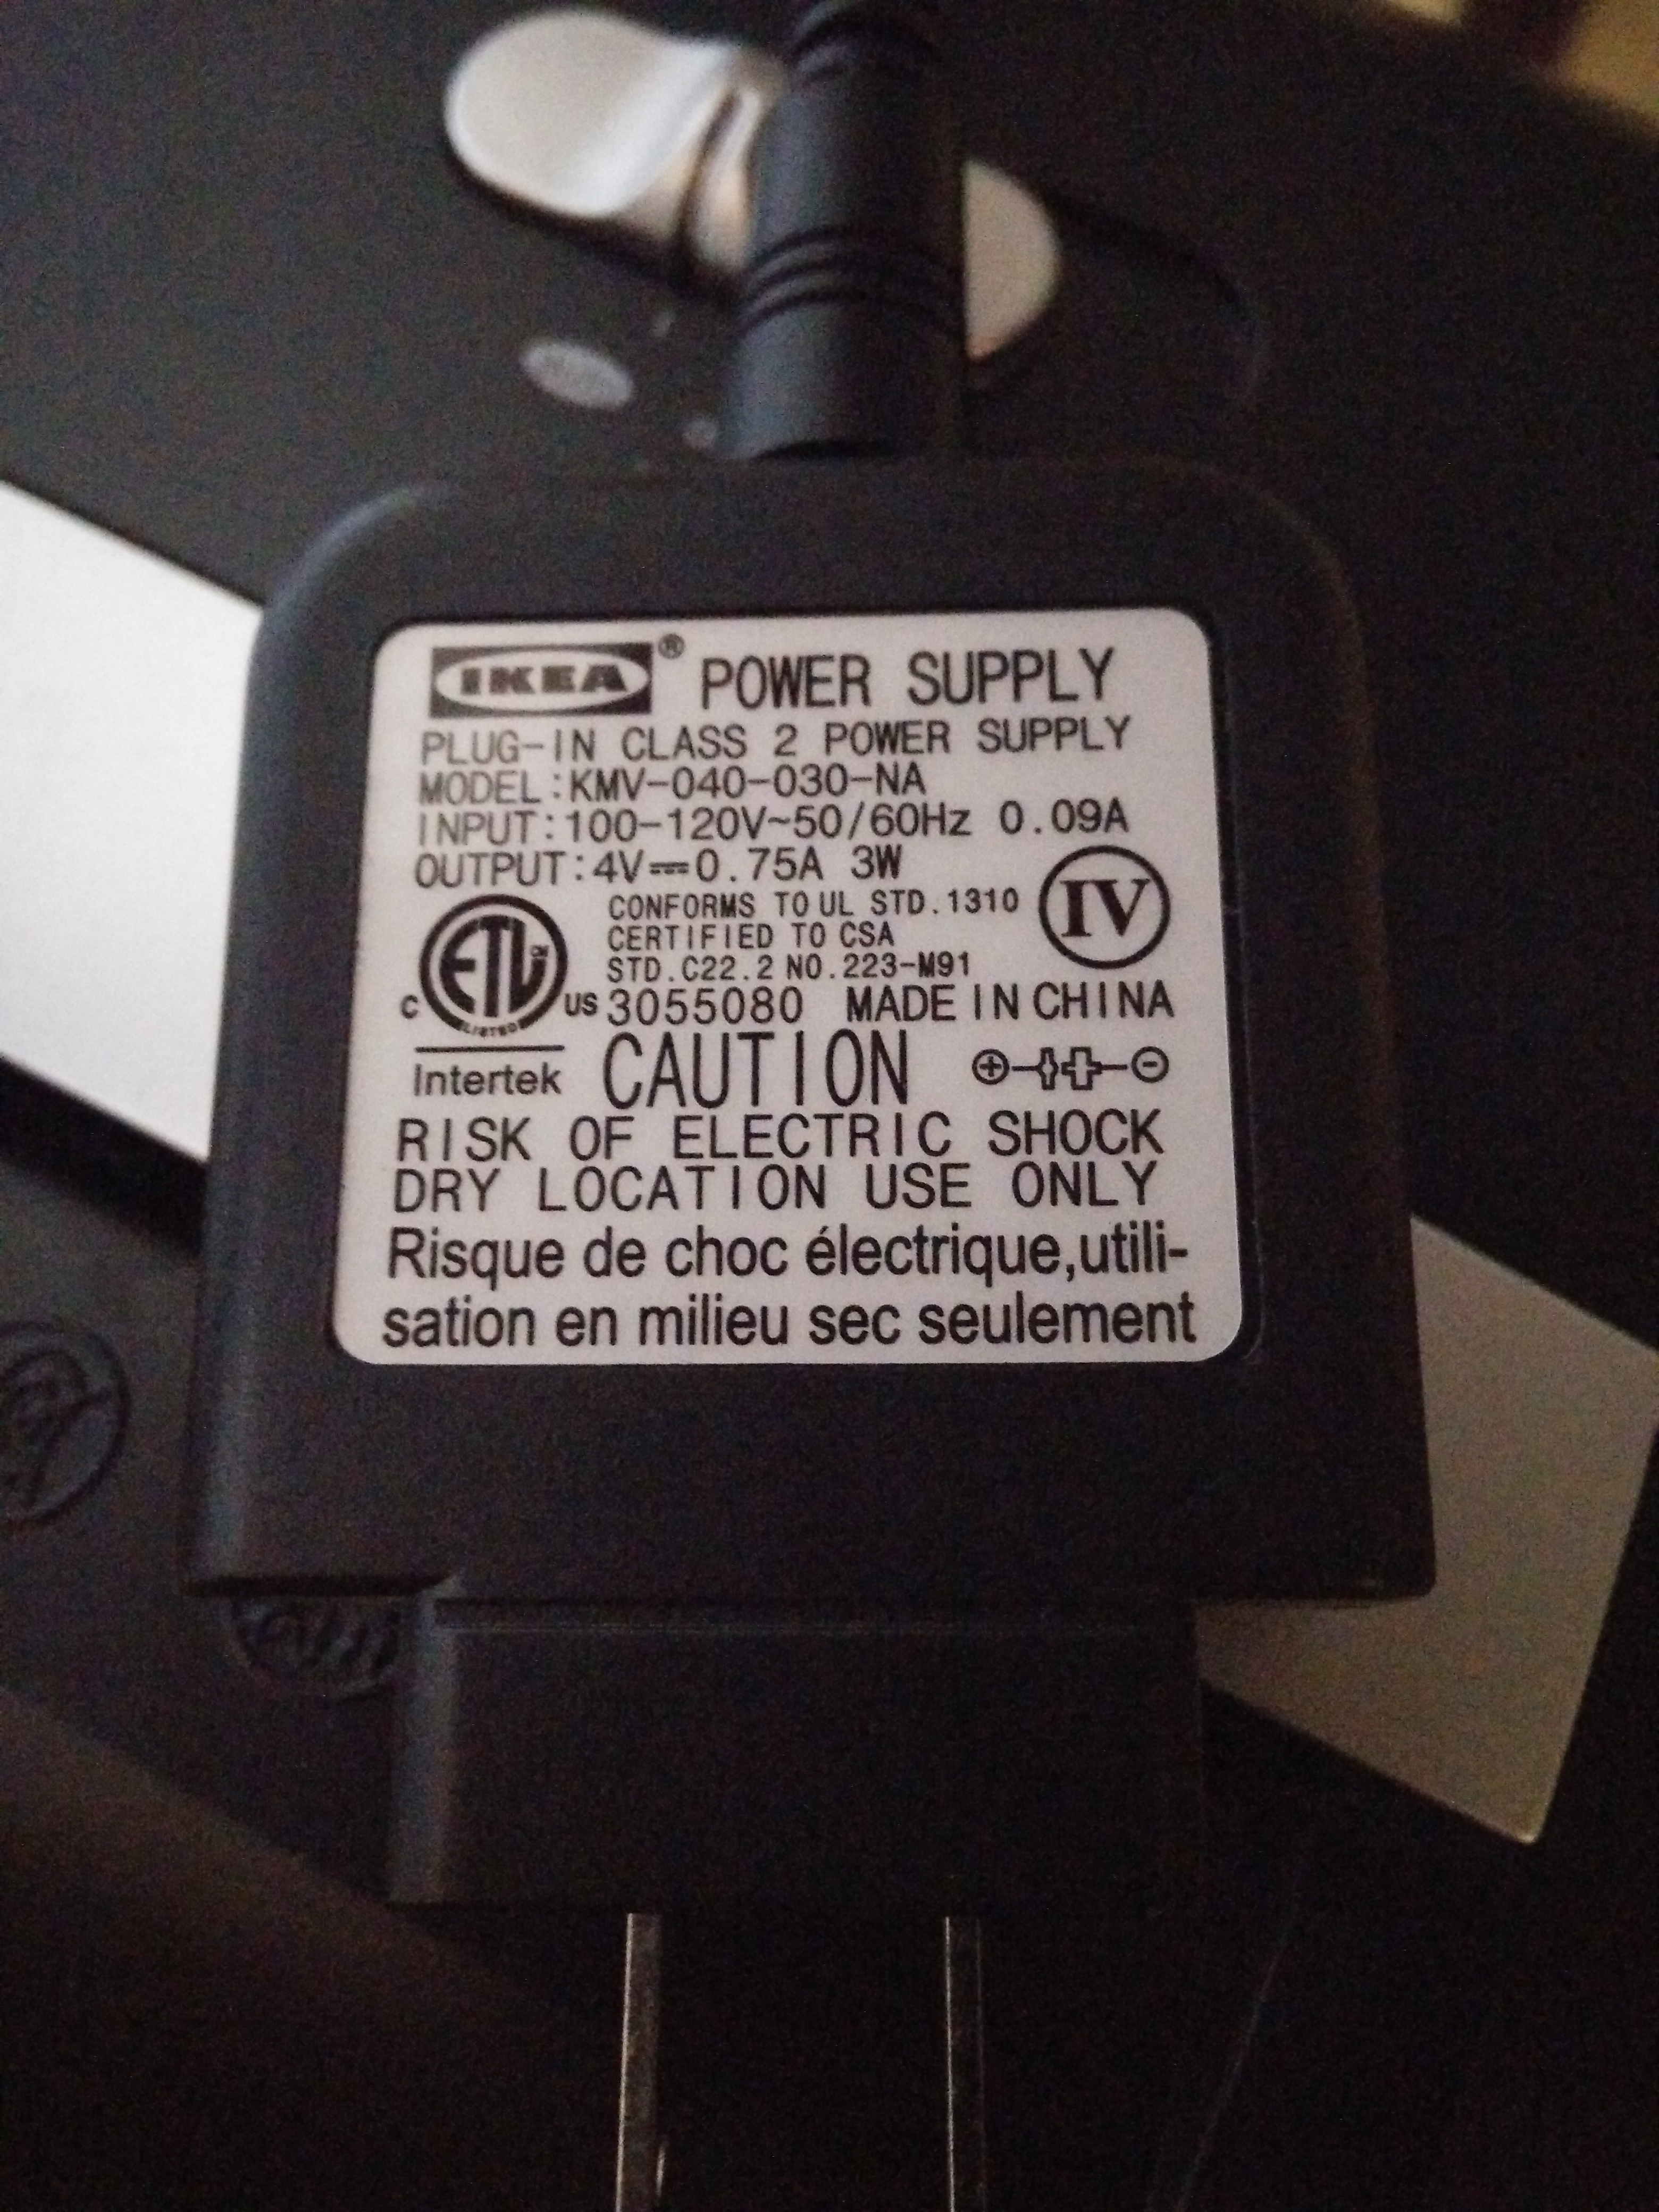 IKEA® POWER SUPPLY
PLUG-IN CLASS 2 POWER SUPPLY
MODEL:KMV-040-030-NA
INPUT:100-120V~50/60Hz 0.09A
OUTPUT:4V⎓0.75A 3W
CONFORMS TO UL STD.1310
IV
CERTIFIED TO CSA
STD.C22.2 NO.223-M91
C ETL LISTED US
3055080 MADE IN CHINA
Intertek
CAUTION
RISK OF ELECTRIC SHOCK
DRY LOCATION USE ONLY
Risque de choc électrique,utili-
sation en milieu sec seulement